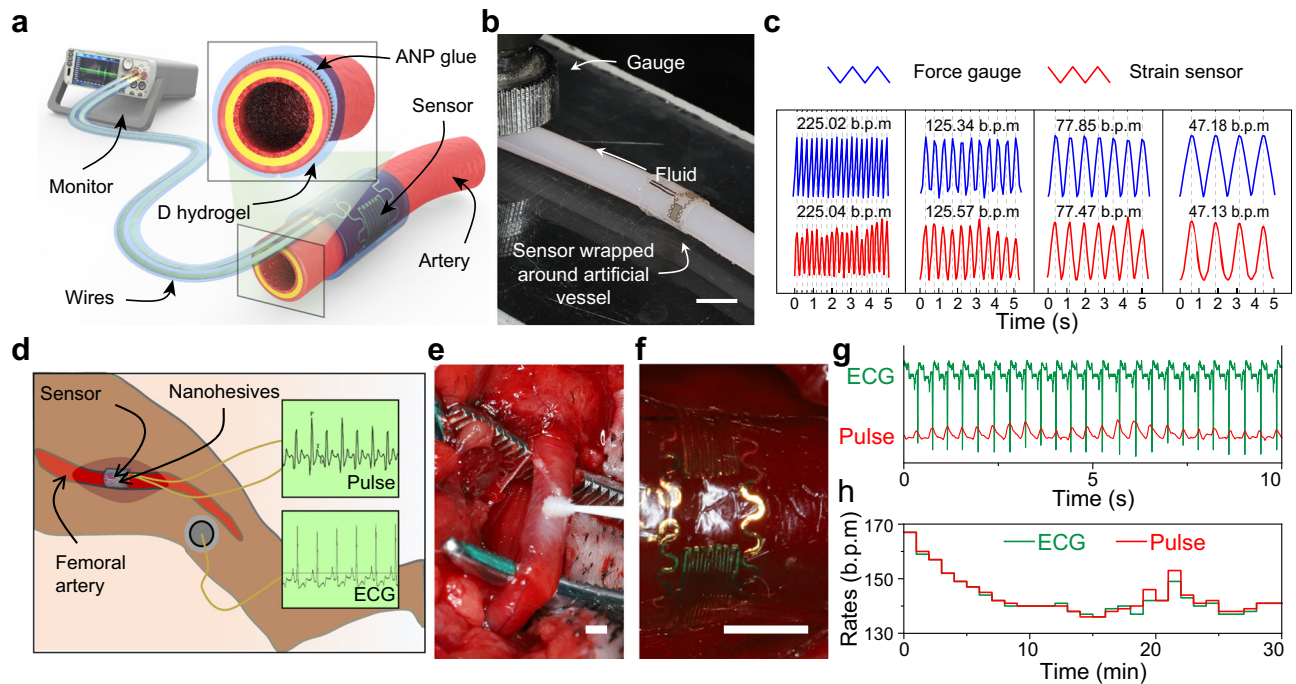 a
ANP glue
Sensor
Monitor
D hydrogel
Artery
Wires
b
Gauge
Fluid
Sensor wrapped
around artificial
vessel
c
Force gauge
Strain sensor
225.02 b.p.m
125.34 b.p.m
77.85 b.p.m
47.18 b.p.m
225.04 b.p.m
125.57 b.p.m
77.47 b.p.m
47.13 b.p.m
0 1 2 3 4 5
0 1 2 3 4 5
0 1 2 3 4 5
0 1 2 3 4 5
Time (s)
d
Sensor
Nanohesives
Pulse
Femoral
artery
ECG
e
f
g
ECG
Pulse
0 5 10
Time (s)
h
Rates (b.p.m)
170
150
130
ECG
Pulse
0 10 20 30
Time (min)